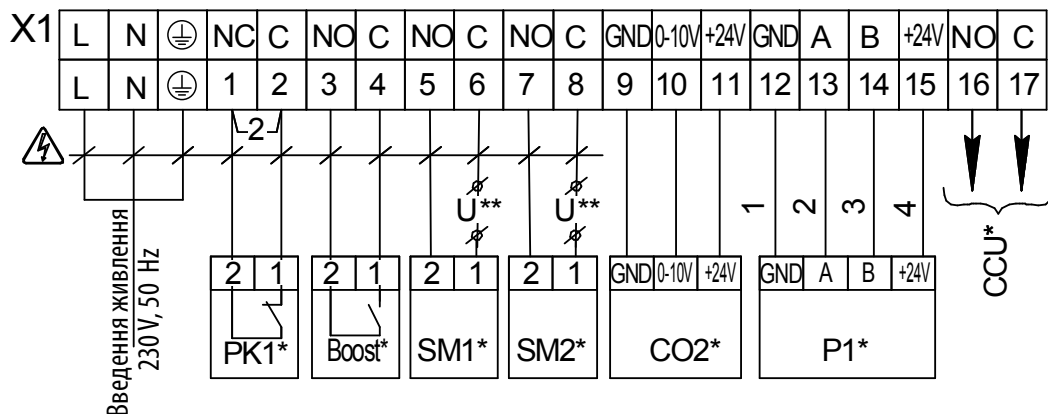 X1 L N NC C NO C NO C NO C GND 0-10V +24V GND A B +24V NO C
L N 1 2 3 4 5 6 7 8 9 10 11 12 13 14 15 16 17
2
U** U**
1 2 3 4
CCU*
Введення живлення
230 V, 50 Hz
2 1 2 1 2 1 2 1 GND 0-10V +24V GND A B +24V
PK1* Boost* SM1* SM2* CO2* P1*